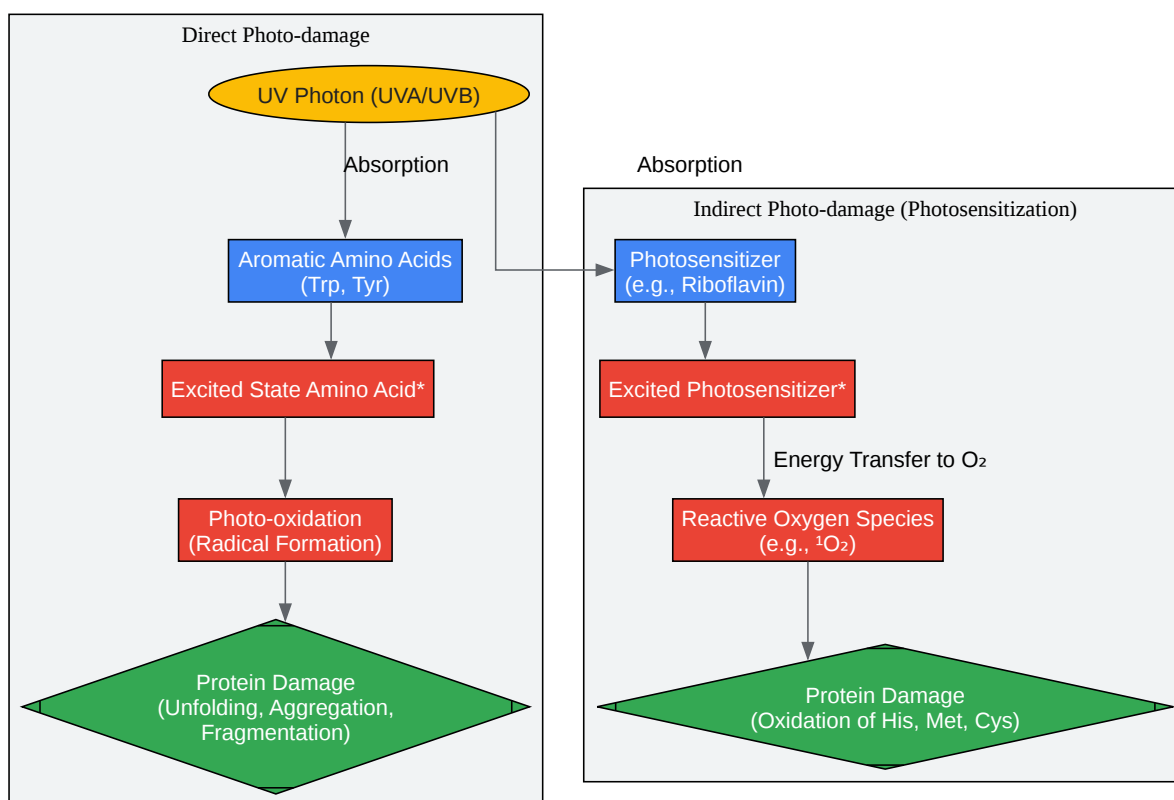 Direct Photo-damage
UV Photon (UVA/UVB)
Absorption
Aromatic Amino Acids
(Trp, Tyr)
Excited State Amino Acid*
Photo-oxidation
(Radical Formation)
Protein Damage
(Unfolding, Aggregation,
Fragmentation)
Absorption
Indirect Photo-damage (Photosensitization)
Photosensitizer
(e.g., Riboflavin)
Excited Photosensitizer*
Energy Transfer to O₂
Reactive Oxygen Species
(e.g., ¹O₂)
Protein Damage
(Oxidation of His, Met, Cys)